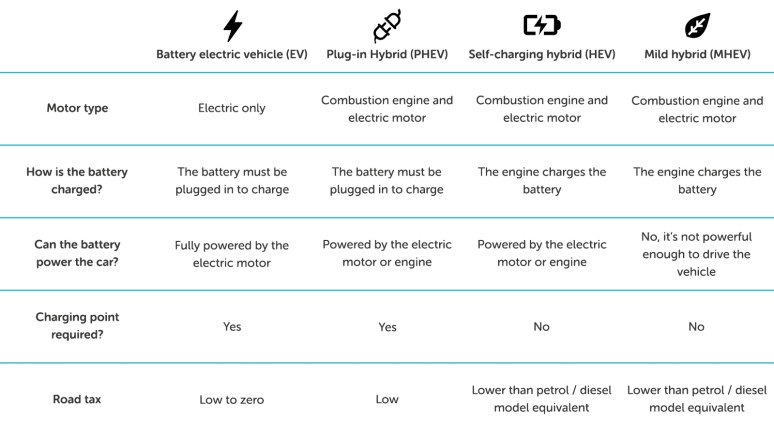 Battery electric vehicle (EV) Plug-in Hybrid (PHEV) Self-charging hybrid (HEV) Mild hybrid (MHEV)
Motor type
Electric only
Combustion engine and
electric motor
Combustion engine and
electric motor
Combustion engine and
electric motor
How is the battery
charged?
The battery must be
plugged in to charge
The battery must be
plugged in to charge
The engine charges the
battery
The engine charges the
battery
Can the battery
power the car?
Fully powered by the
electric motor
Powered by the electric
motor or engine
Powered by the electric
motor or engine
No, it's not powerful
enough to drive the
vehicle
Charging point
required?
Yes
Yes
No
No
Road tax
Low to zero
Low
Lower than petrol / diesel
model equivalent
Lower than petrol / diesel
model equivalent